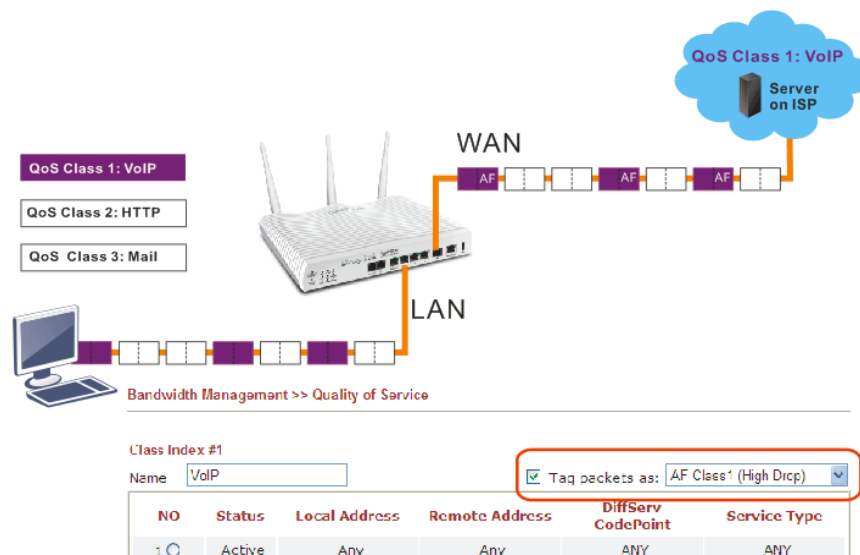 QoS Class 1: VoIP
Server
on ISP
WAN
QoS Class 1: VoIP
AF
AF
AF
QoS Class 2: HTTP
QoS Class 3: Mail
LAN
Bandwidth Management >> Quality of Service
Class Index #1
Name VoIP Tag packets as: AF Class1 (High Drop)
NO Status Local Address Remote Address DiffServ CodePoint Service Type
1 Active Any Any ANY ANY